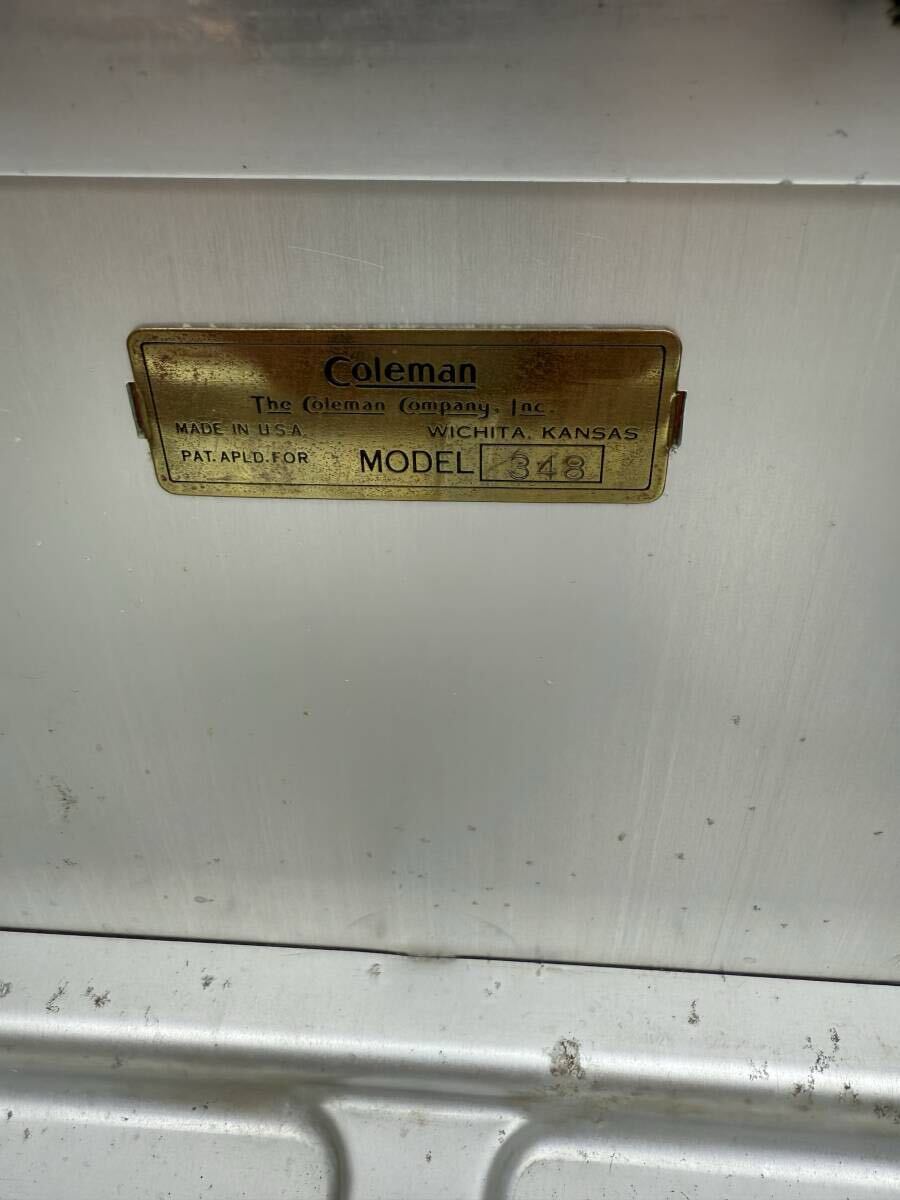 Coleman
The Coleman Company, Inc.
MADE IN U.S.A. WICHITA, KANSAS
PAT. APLD. FOR MODEL 348